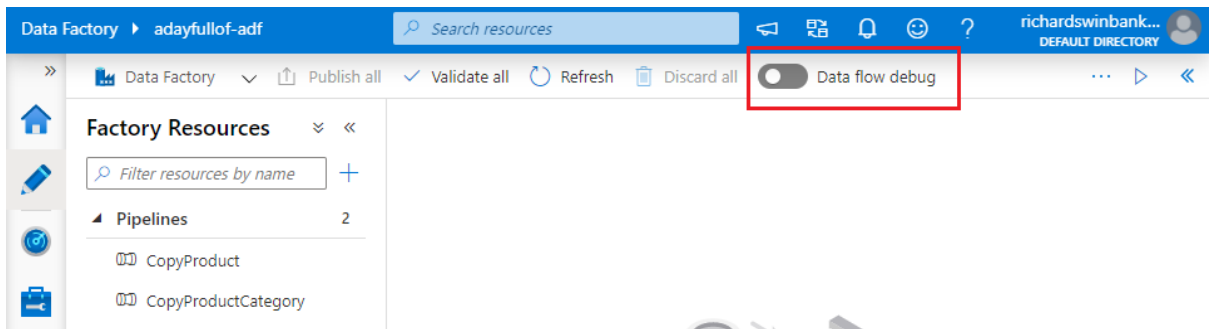 Data Factory ▸ adayfullof-adf Search resources richardswinbank...
DEFAULT DIRECTORY
Data Factory Publish all Validate all Refresh Discard all Data flow debug ...
Factory Resources
Filter resources by name
Pipelines 2
CopyProduct
CopyProductCategory